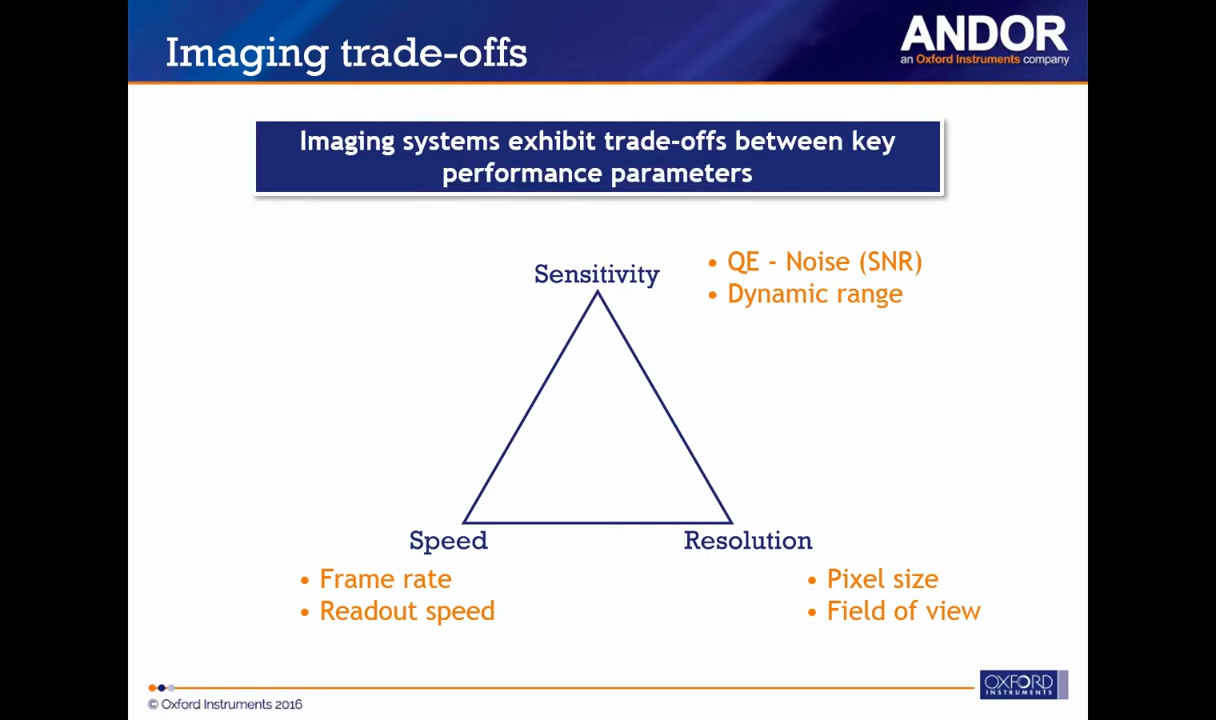 Imaging trade-offs
ANDOR
an Oxford Instruments company
Imaging systems exhibit trade-offs between key
performance parameters
Sensitivity
• QE - Noise (SNR)
• Dynamic range
Speed
• Frame rate
• Readout speed
Resolution
• Pixel size
• Field of view
© Oxford Instruments 2016
OXFORD
INSTRUMENTS